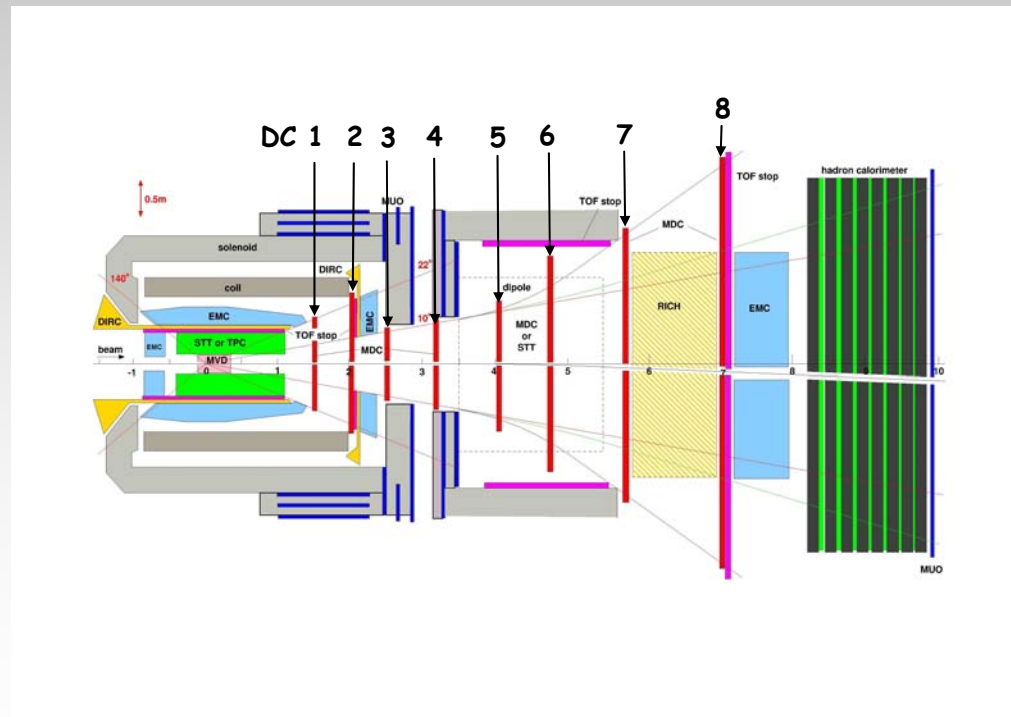 DC 1 2 3 4 5 6 7 8
hadron calorimeter
TOF stop
0.5m
MUO
TOF stop
MDC
solenoid
22°
DIRC
140°
coil
dipole
RICH
EMC
DIRC
EMC
EMC
TOF stop
10°
MDC
or
STT
beam
EMC
STT or TPC
MDC
MVD
-1 0 1 2 3 4 5 6 7 8 9 10
MUO